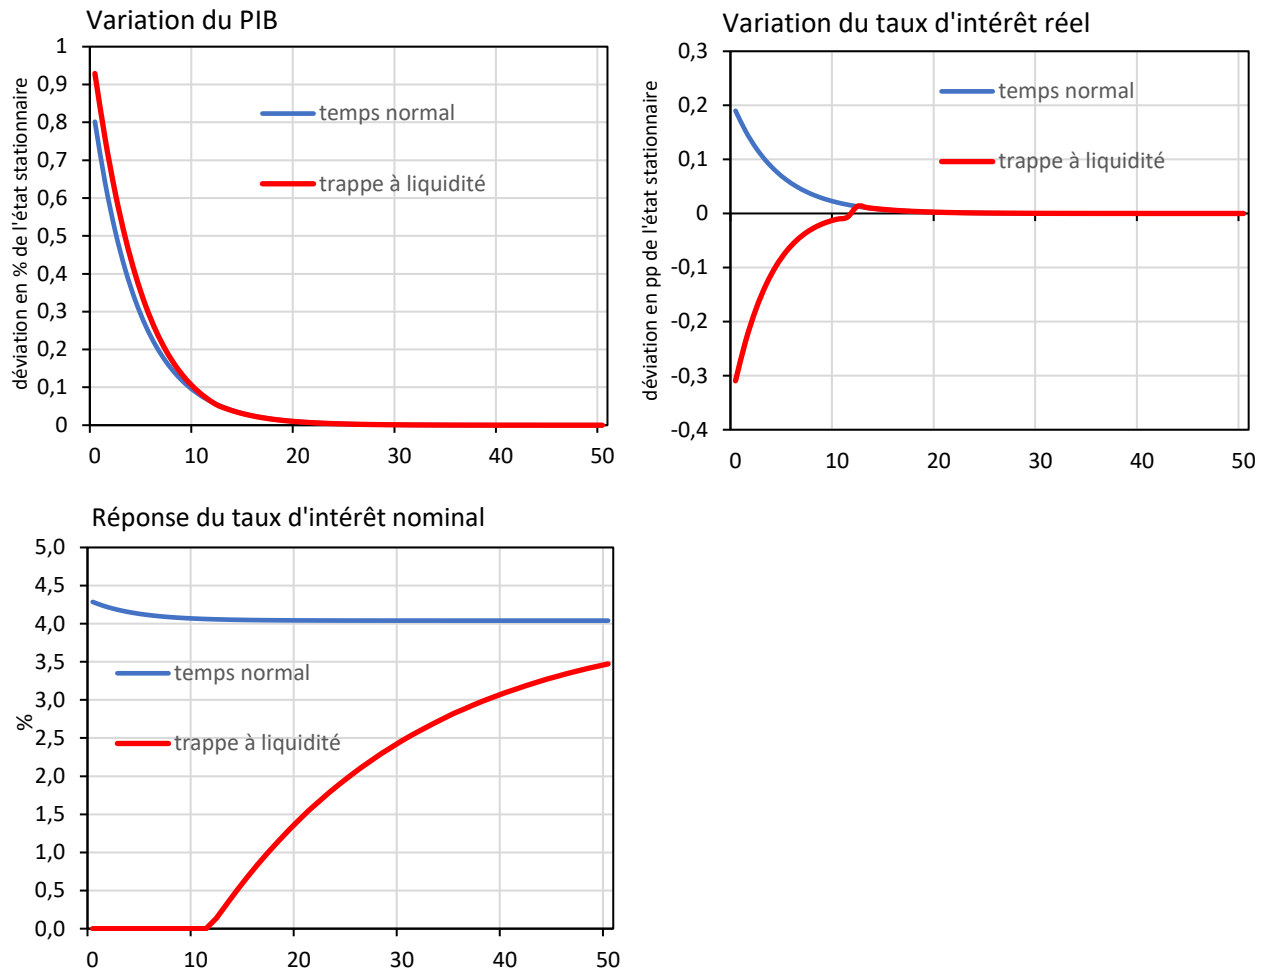 Variation du PIB
déviation en % de l'état stationnaire
1
0,9
0,8
0,7
0,6
0,5
0,4
0,3
0,2
0,1
0
temps normal
trappe à liquidité
0 10 20 30 40 50
Variation du taux d'intérêt réel
déviation en pp de l'état stationnaire
0,3
0,2
0,1
0
-0,1
-0,2
-0,3
-0,4
temps normal
trappe à liquidité
0 10 20 30 40 50
Réponse du taux d'intérêt nominal
%
5,0
4,5
4,0
3,5
3,0
2,5
2,0
1,5
1,0
0,5
0,0
temps normal
trappe à liquidité
0 10 20 30 40 50